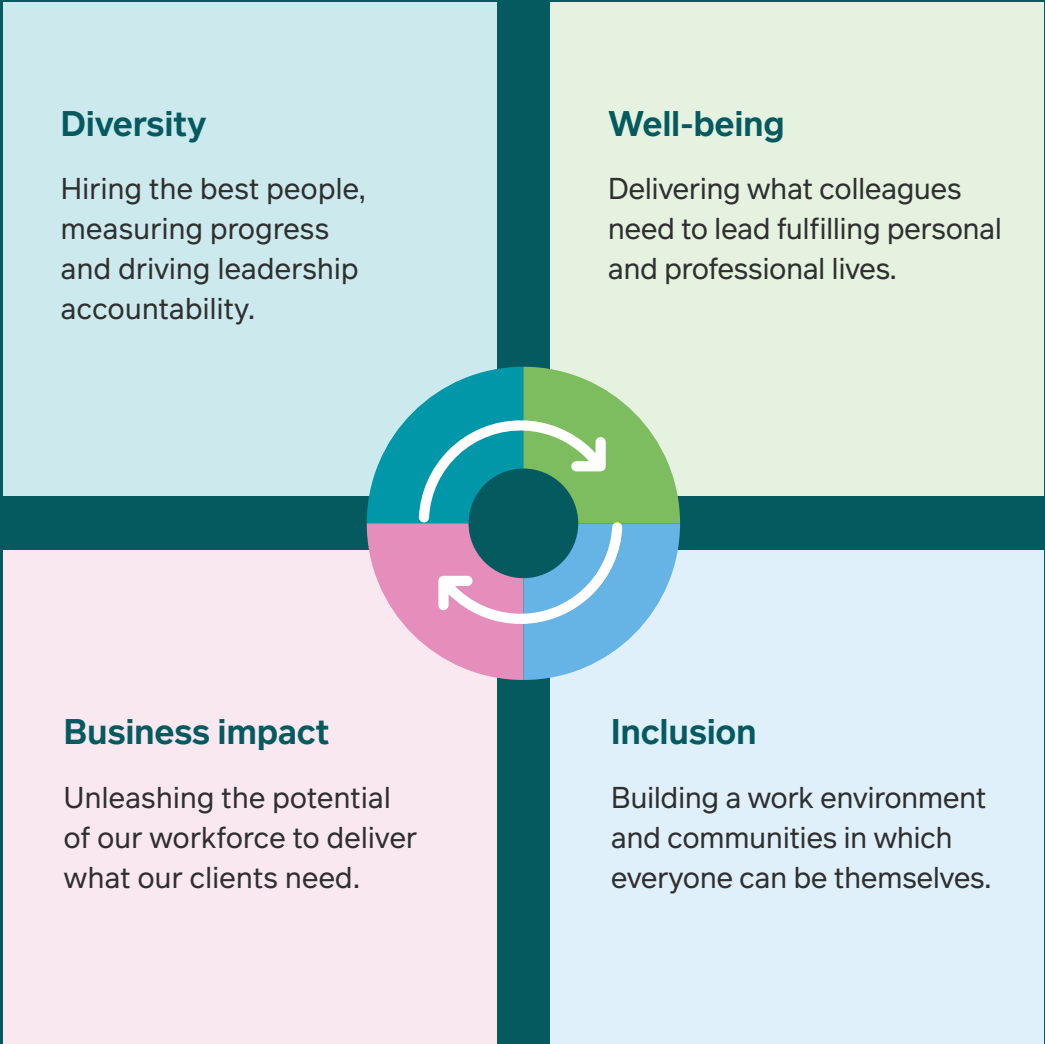 Diversity
Hiring the best people,
measuring progress
and driving leadership
accountability.
Well-being
Delivering what colleagues
need to lead fulfilling personal
and professional lives.
Business impact
Unleashing the potential
of our workforce to deliver
what our clients need.
Inclusion
Building a work environment
and communities in which
everyone can be themselves.